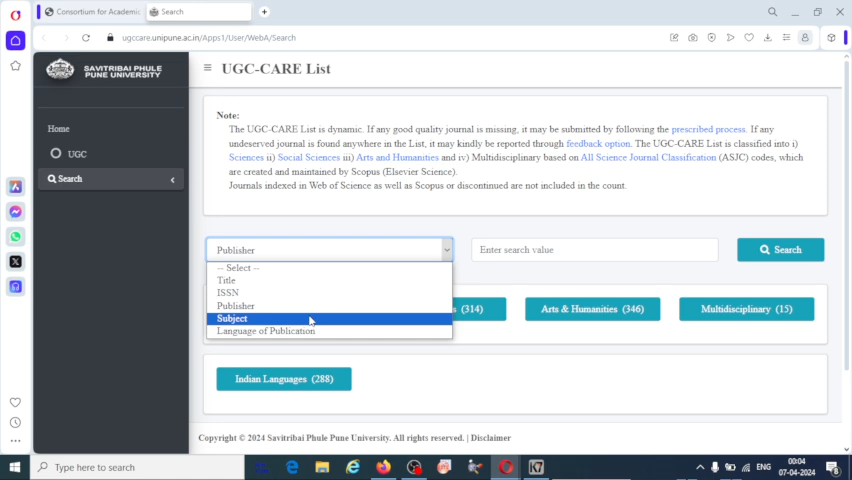 Consortium for Academic
Search
ugccare.unipune.ac.in/Apps1/User/WebA/Search
SAVITRIBAI PHULE
PUNE UNIVERSITY
Home
UGC
Search
UGC-CARE List
Note:
The UGC-CARE List is dynamic. If any good quality journal is missing, it may be submitted by following the prescribed process. If any
undeserved journal is found anywhere in the List, it may kindly be reported through feedback option. The UGC-CARE List is classified into i)
Sciences ii) Social Sciences iii) Arts and Humanities and iv) Multidisciplinary based on All Science Journal Classification (ASJC) codes, which
are created and maintained by Scopus (Elsevier Science).
Journals indexed in Web of Science as well as Scopus or discontinued are not included in the count.
Publisher
Enter search value
Search
-- Select --
Title
ISSN
Publisher
Subject
Language of Publication
(314)
Arts & Humanities (346)
Multidisciplinary (15)
Indian Languages (288)
Copyright © 2024 Savitribai Phule Pune University. All rights reserved. | Disclaimer
Type here to search
ENG
00:04
07-04-2024